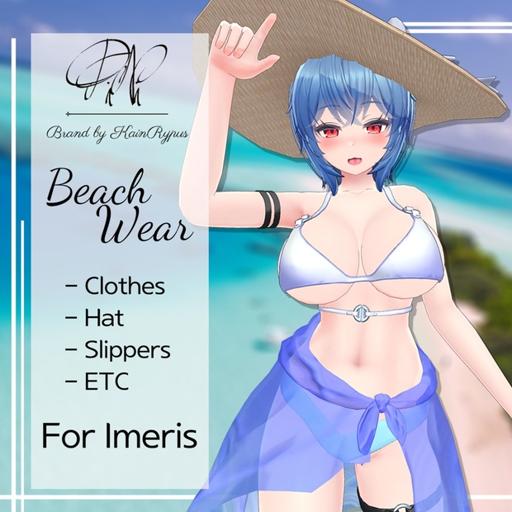 Brand by KainRypus
Beach
Wear
- Clothes
- Hat
- Slippers
- ETC
For Imeris